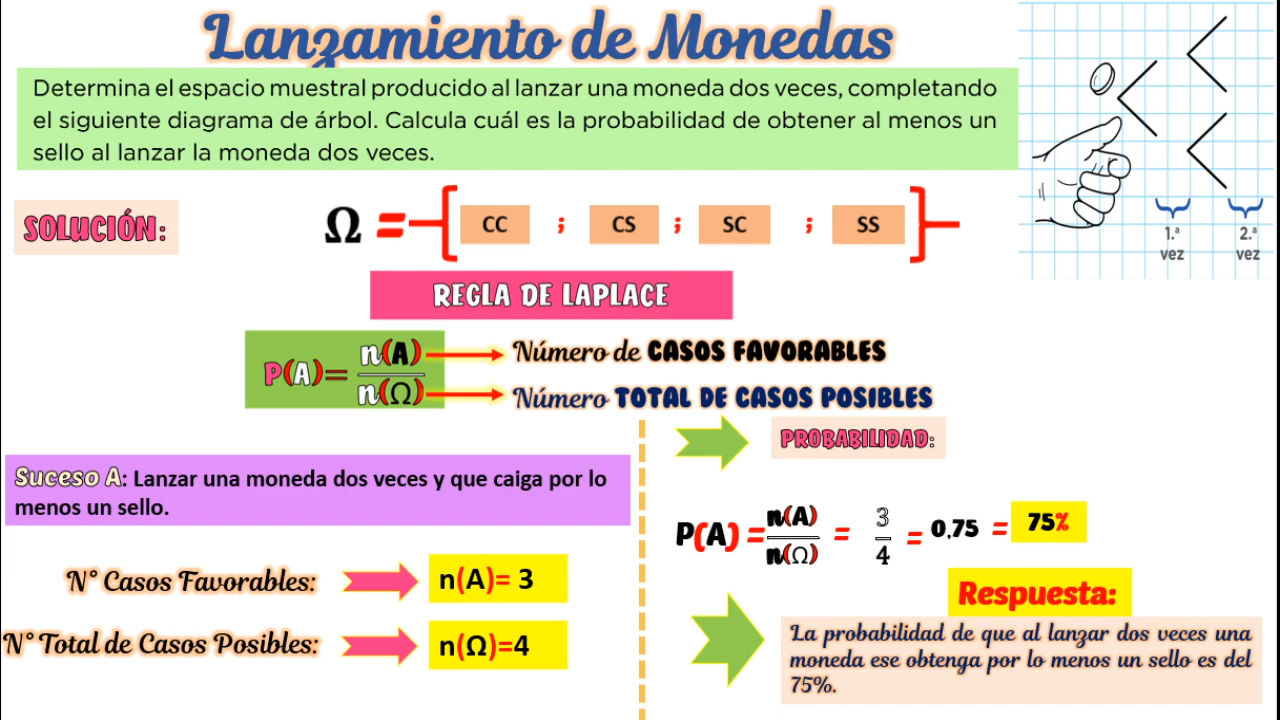 Lanzamiento de Monedas
Determina el espacio muestral producido al lanzar una moneda dos veces, completando
el siguiente diagrama de árbol. Calcula cuál es la probabilidad de obtener al menos un
sello al lanzar la moneda dos veces.
1.ª vez
2.ª vez
SOLUCIÓN:
Ω = { CC ; CS ; SC ; SS }
REGLA DE LAPLACE
P(A)= n(A) / n(Ω)
Número de CASOS FAVORABLES
Número TOTAL DE CASOS POSIBLES
Suceso A: Lanzar una moneda dos veces y que caiga por lo
menos un sello.
N° Casos Favorables:
n(A)= 3
N° Total de Casos Posibles:
n(Ω)=4
PROBABILIDAD:
P(A) = n(A) / n(Ω) = 3 / 4 = 0,75 = 75%
Respuesta:
La probabilidad de que al lanzar dos veces una
moneda ese obtenga por lo menos un sello es del
75%.